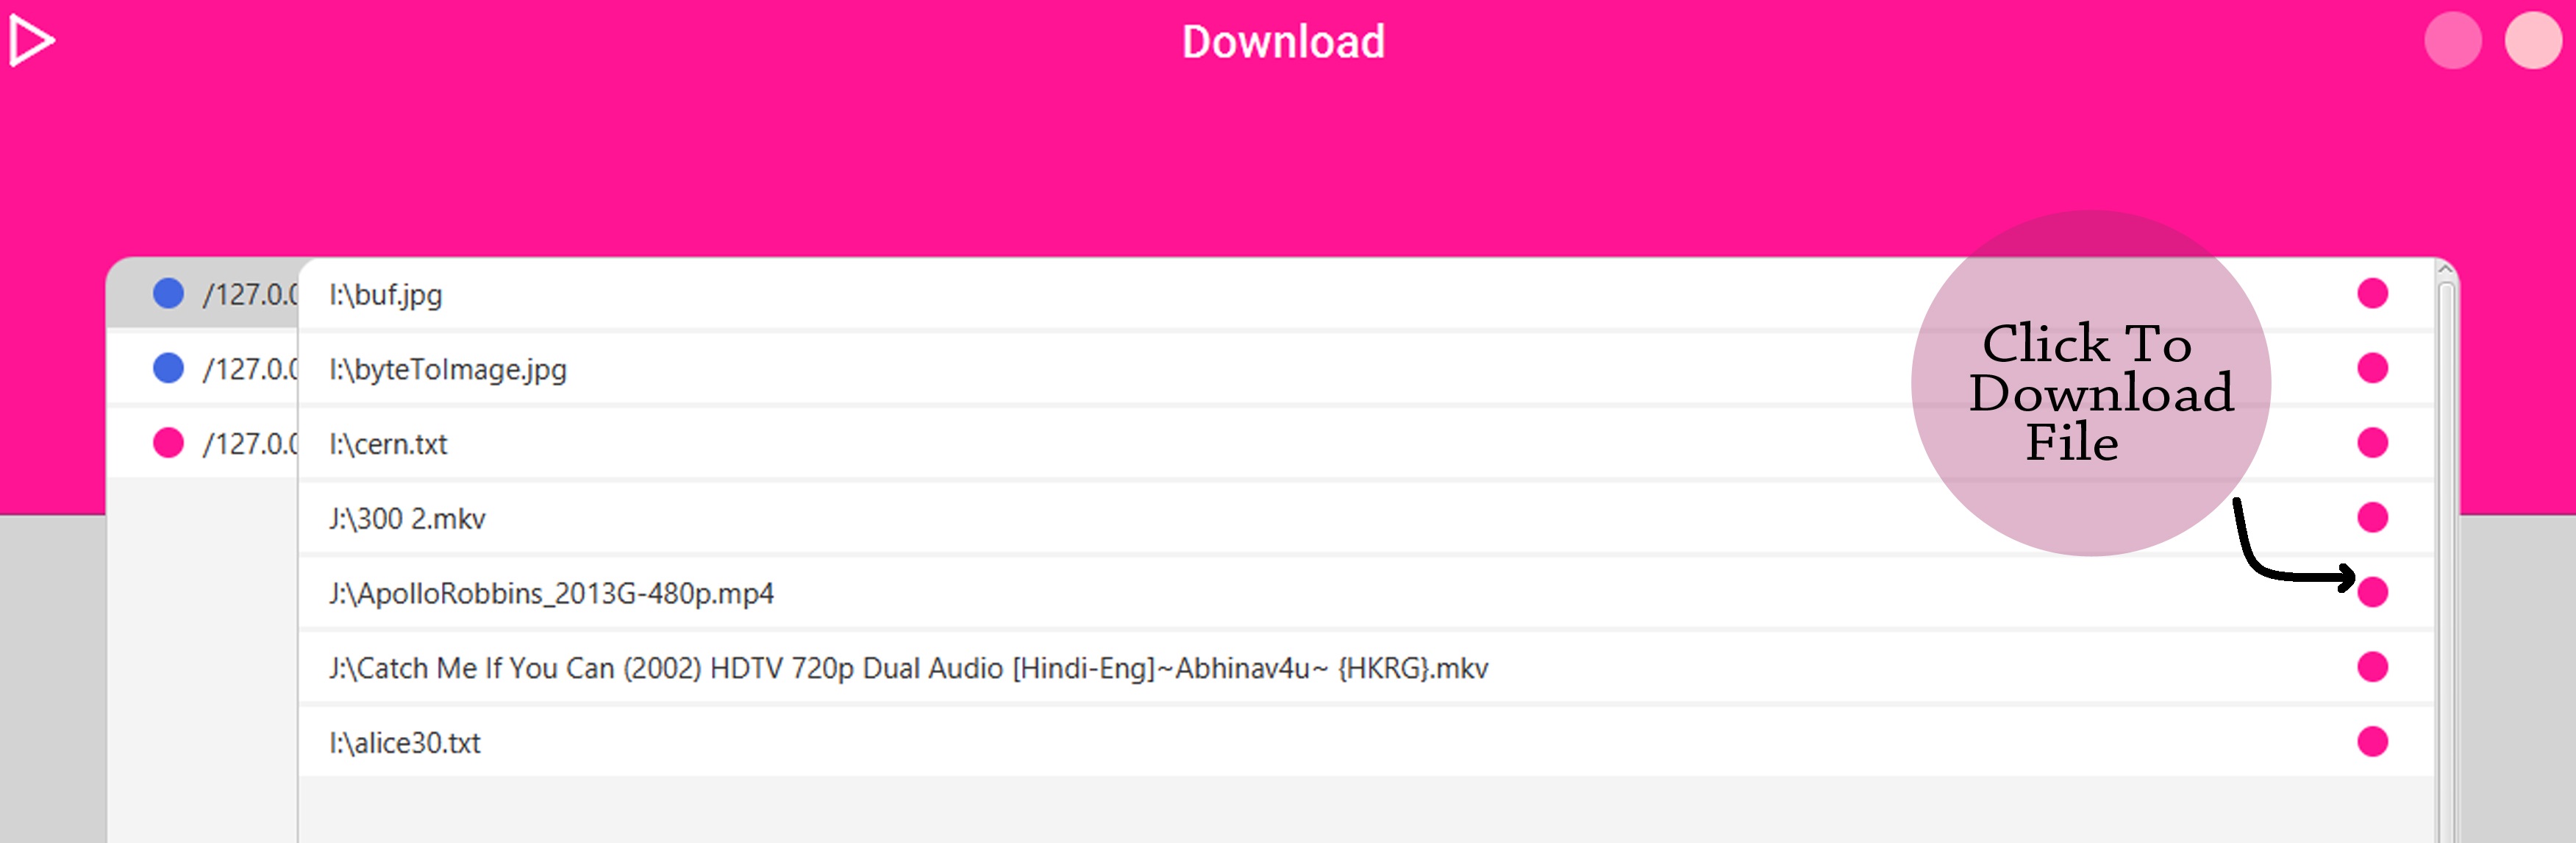 Download
/127.0.0
I:\buf.jpg
/127.0.0
I:\byteToImage.jpg
/127.0.0
I:\cern.txt
J:\300 2.mkv
J:\ApolloRobbins_2013G-480p.mp4
J:\Catch Me If You Can (2002) HDTV 720p Dual Audio [Hindi-Eng]~Abhinav4u~ {HKRG}.mkv
I:\alice30.txt
Click To
Download
File